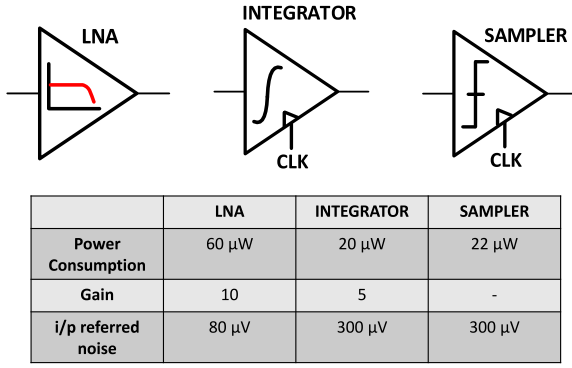 LNA
INTEGRATOR
SAMPLER
CLK
CLK
LNA INTEGRATOR SAMPLER
Power Consumption 60 μW 20 μW 22 μW
Gain 10 5 -
i/p referred noise 80 μV 300 μV 300 μV